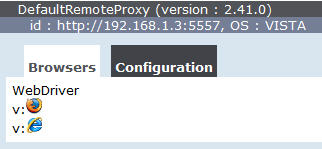 DefaultRemoteProxy (version : 2.41.0)
id : http://192.168.1.3:5557, OS : VISTA
Browsers Configuration
WebDriver
v:
v: